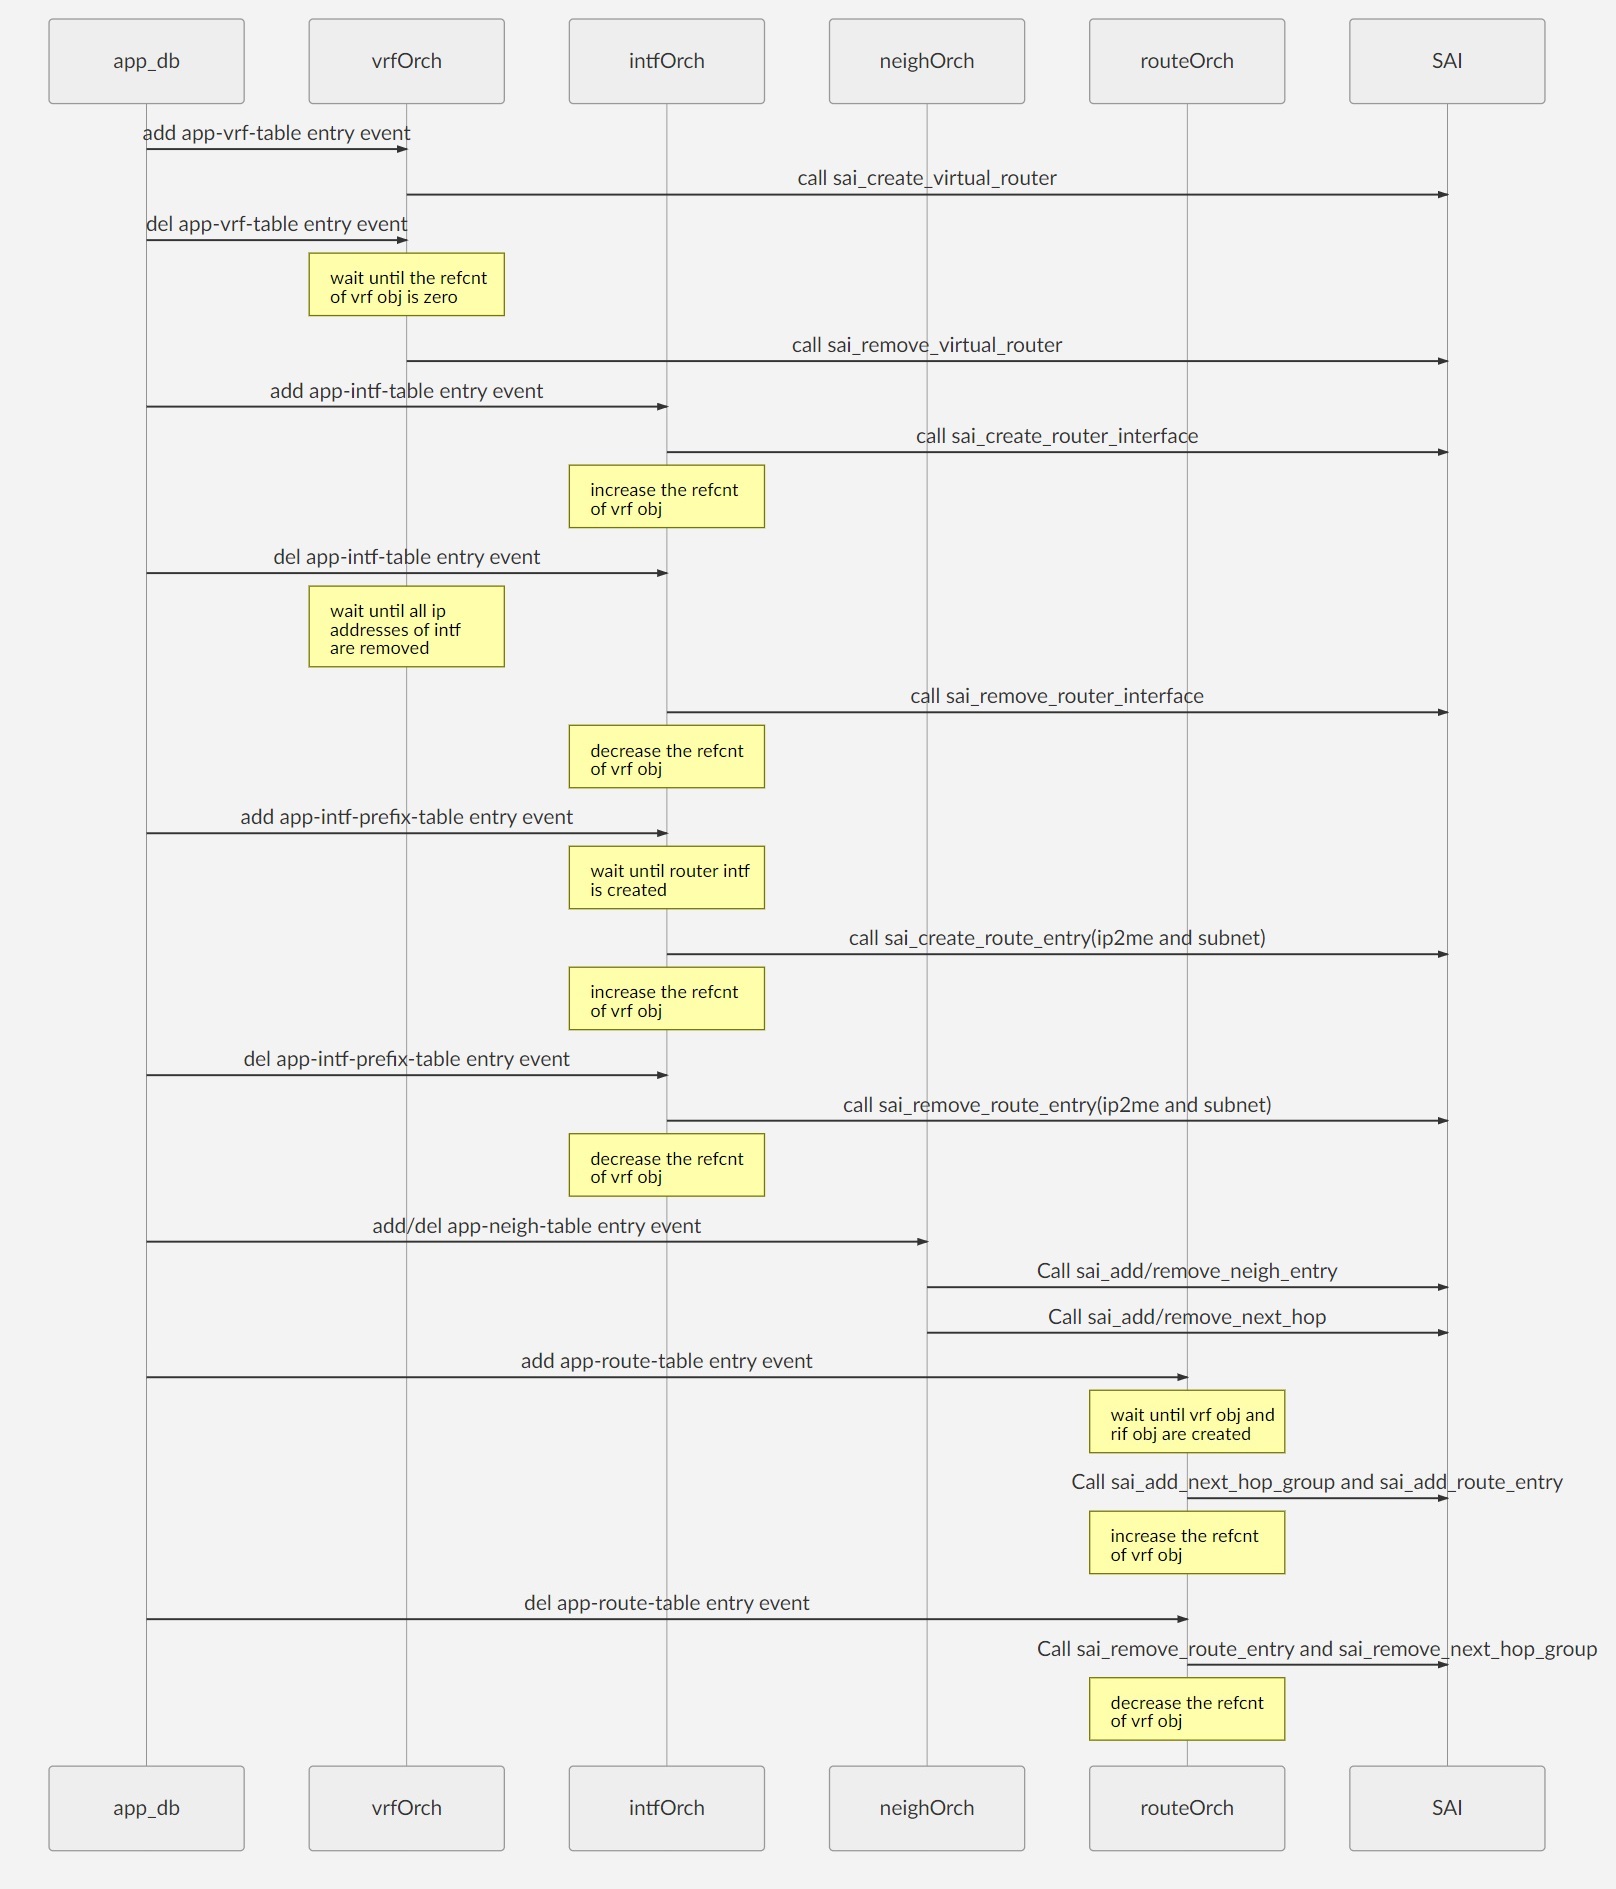 app_db
vrfOrch
intfOrch
neighOrch
routeOrch
SAI
add app-vrf-table entry event
call sai_create_virtual_router
del app-vrf-table entry event
wait until the refcnt
of vrf obj is zero
call sai_remove_virtual_router
add app-intf-table entry event
call sai_create_router_interface
increase the refcnt
of vrf obj
del app-intf-table entry event
wait until all ip
addresses of intf
are removed
call sai_remove_router_interface
decrease the refcnt
of vrf obj
add app-intf-prefix-table entry event
wait until router intf
is created
call sai_create_route_entry(ip2me and subnet)
increase the refcnt
of vrf obj
del app-intf-prefix-table entry event
call sai_remove_route_entry(ip2me and subnet)
decrease the refcnt
of vrf obj
add/del app-neigh-table entry event
Call sai_add/remove_neigh_entry
Call sai_add/remove_next_hop
add app-route-table entry event
wait until vrf obj and
rif obj are created
Call sai_add_next_hop_group and sai_add_route_entry
increase the refcnt
of vrf obj
del app-route-table entry event
Call sai_remove_route_entry and sai_remove_next_hop_group
decrease the refcnt
of vrf obj
app_db
vrfOrch
intfOrch
neighOrch
routeOrch
SAI